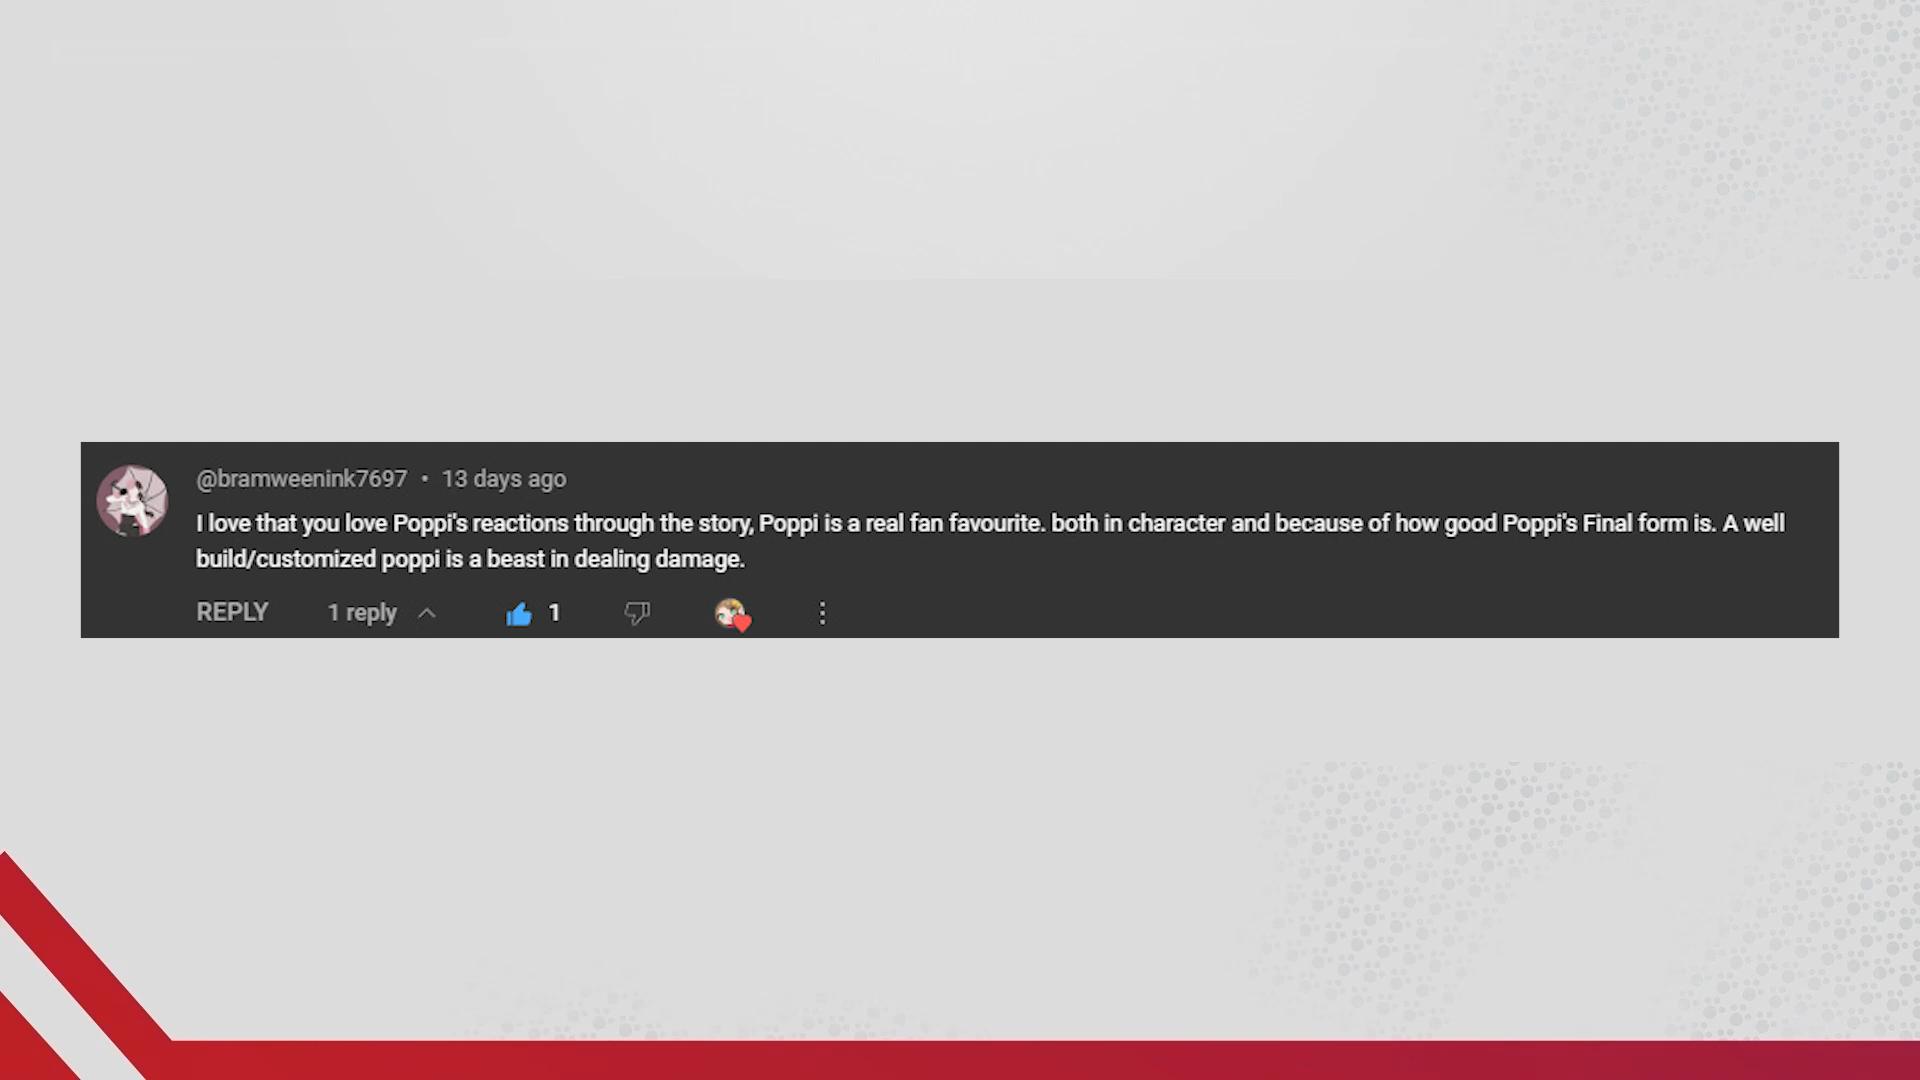 @bramweenink7697 • 13 days ago
I love that you love Poppi's reactions through the story, Poppi is a real fan favourite. both in character and because of how good Poppi's Final form is. A well
build/customized poppi is a beast in dealing damage.
REPLY 1 reply 1